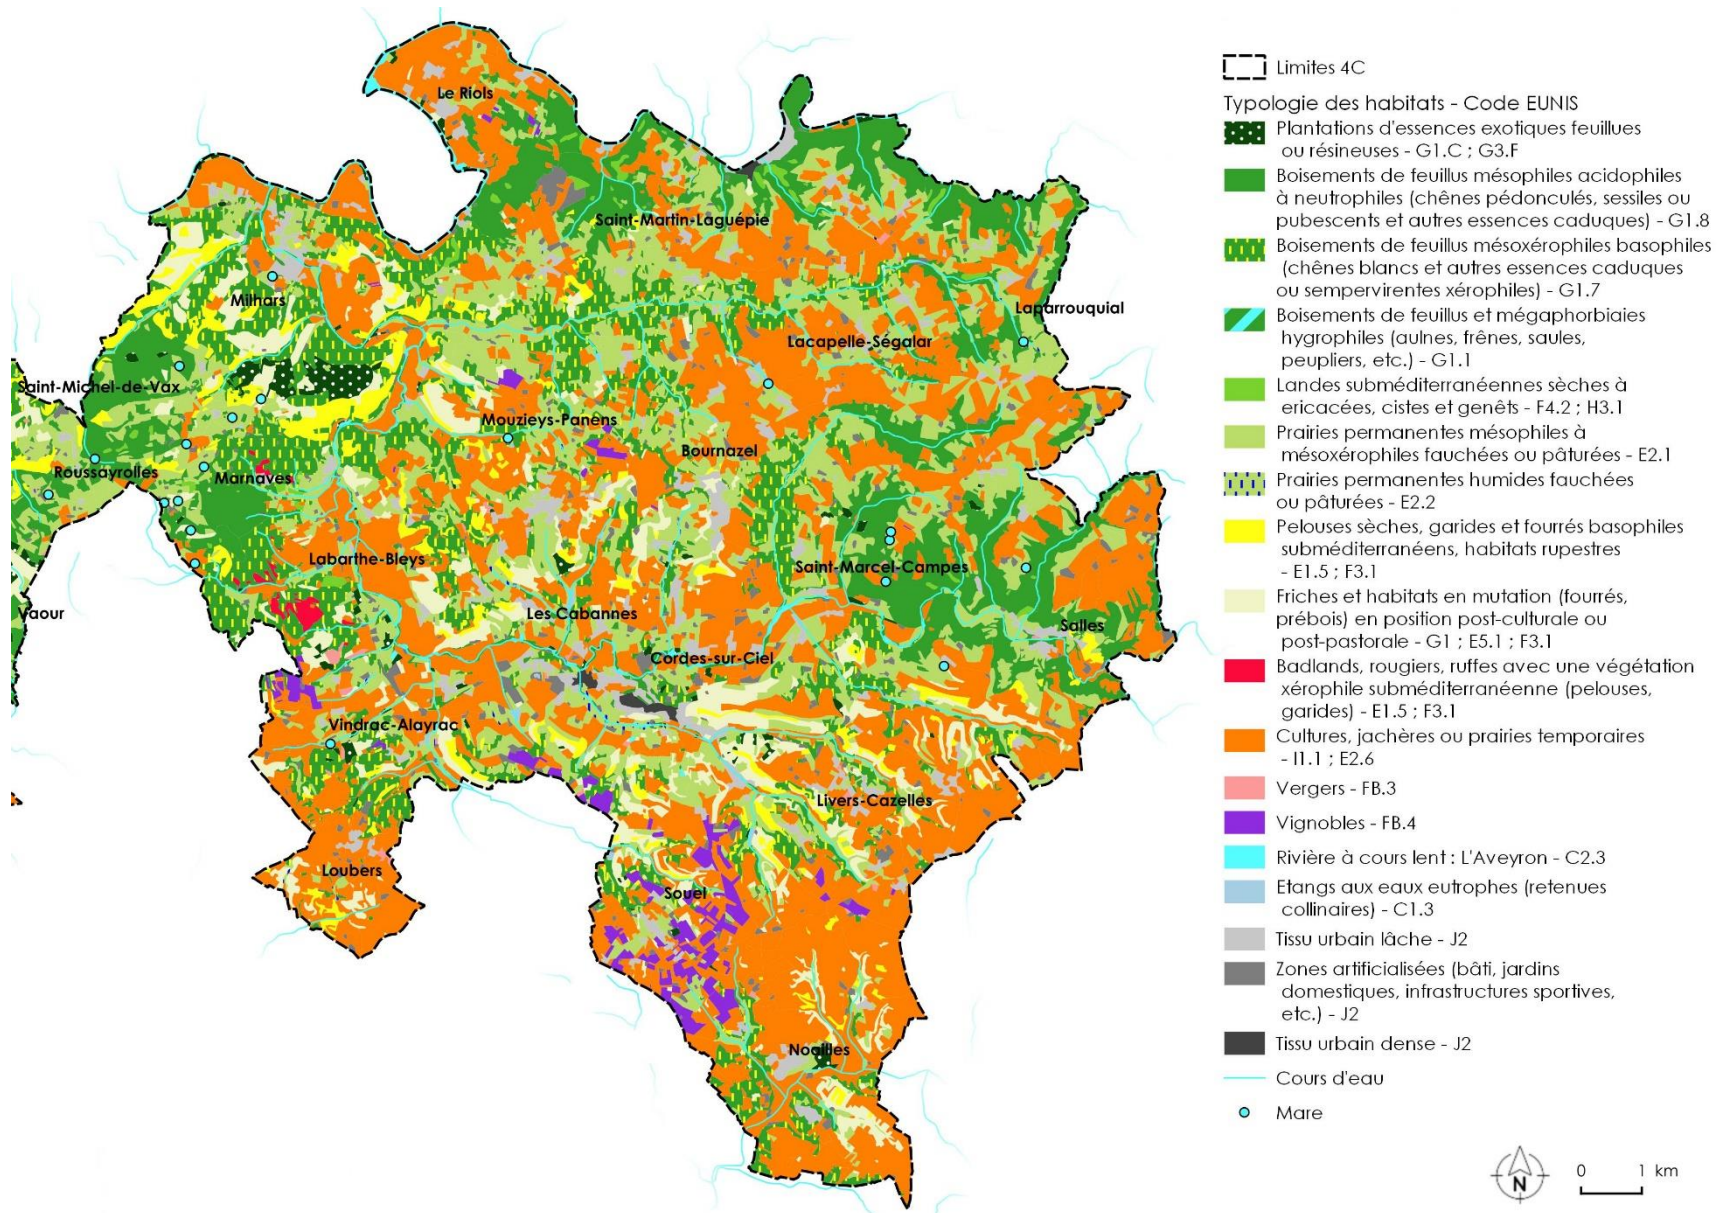 Le Riols
Saint-Martin-Laguépie
Milhars
Laparrouquial
Lacapelle-Ségalar
Saint-Michel-de-Vax
Mouzieys-Panens
Bournazel
Roussayrolles
Marnaves
Labarthe-Bleys
Saint-Marcel-Campes
Vaour
Les Cabannes
Salles
Cordes-sur-Ciel
Vindrac-Alayrac
Livers-Cazelles
Loubers
Souel
Noailles
Limites 4C
Typologie des habitats - Code EUNIS
Plantations d'essences exotiques feuillues
ou résineuses - G1.C ; G3.F
Boisements de feuillus mésophiles acidophiles
à neutrophiles (chênes pédonculés, sessiles ou
pubescents et autres essences caduques) - G1.8
Boisements de feuillus mésoxérophiles basophiles
(chênes blancs et autres essences caduques
ou sempervirentes xérophiles) - G1.7
Boisements de feuillus et mégaphorbiaies
hygrophiles (aulnes, frênes, saules,
peupliers, etc.) - G1.1
Landes subméditerranéennes sèches à
ericacées, cistes et genêts - F4.2 ; H3.1
Prairies permanentes mésophiles à
mésoxérophiles fauchées ou pâturées - E2.1
Prairies permanentes humides fauchées
ou pâturées - E2.2
Pelouses sèches, garides et fourrés basophiles
subméditerranéens, habitats rupestres
- E1.5 ; F3.1
Friches et habitats en mutation (fourrés,
prébois) en position post-culturale ou
post-pastorale - G1 ; E5.1 ; F3.1
Badlands, rougiers, ruffes avec une végétation
xérophile subméditerranéenne (pelouses,
garides) - E1.5 ; F3.1
Cultures, jachères ou prairies temporaires
- I1.1 ; E2.6
Vergers - FB.3
Vignobles - FB.4
Rivière à cours lent : L'Aveyron - C2.3
Etangs aux eaux eutrophes (retenues
collinaires) - C1.3
Tissu urbain lâche - J2
Zones artificialisées (bâti, jardins
domestiques, infrastructures sportives,
etc.) - J2
Tissu urbain dense - J2
Cours d'eau
Mare
N
0 1 km